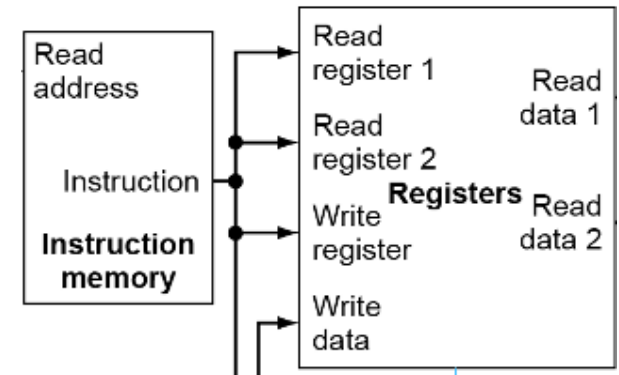 Read
address
Instruction
Instruction
memory
Read
register 1
Read
register 2
Write
register
Write
data
Registers
Read
data 1
Read
data 2